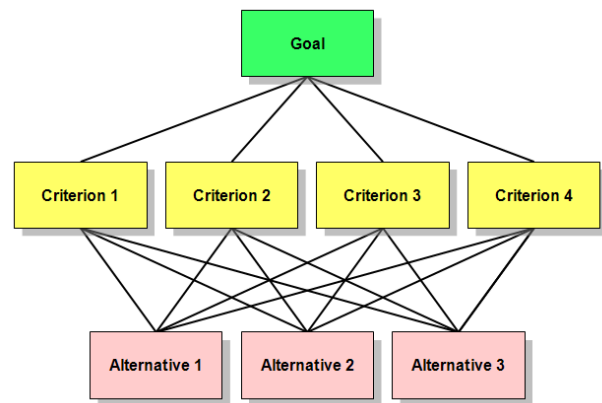 Goal
Criterion 1
Criterion 2
Criterion 3
Criterion 4
Alternative 1
Alternative 2
Alternative 3